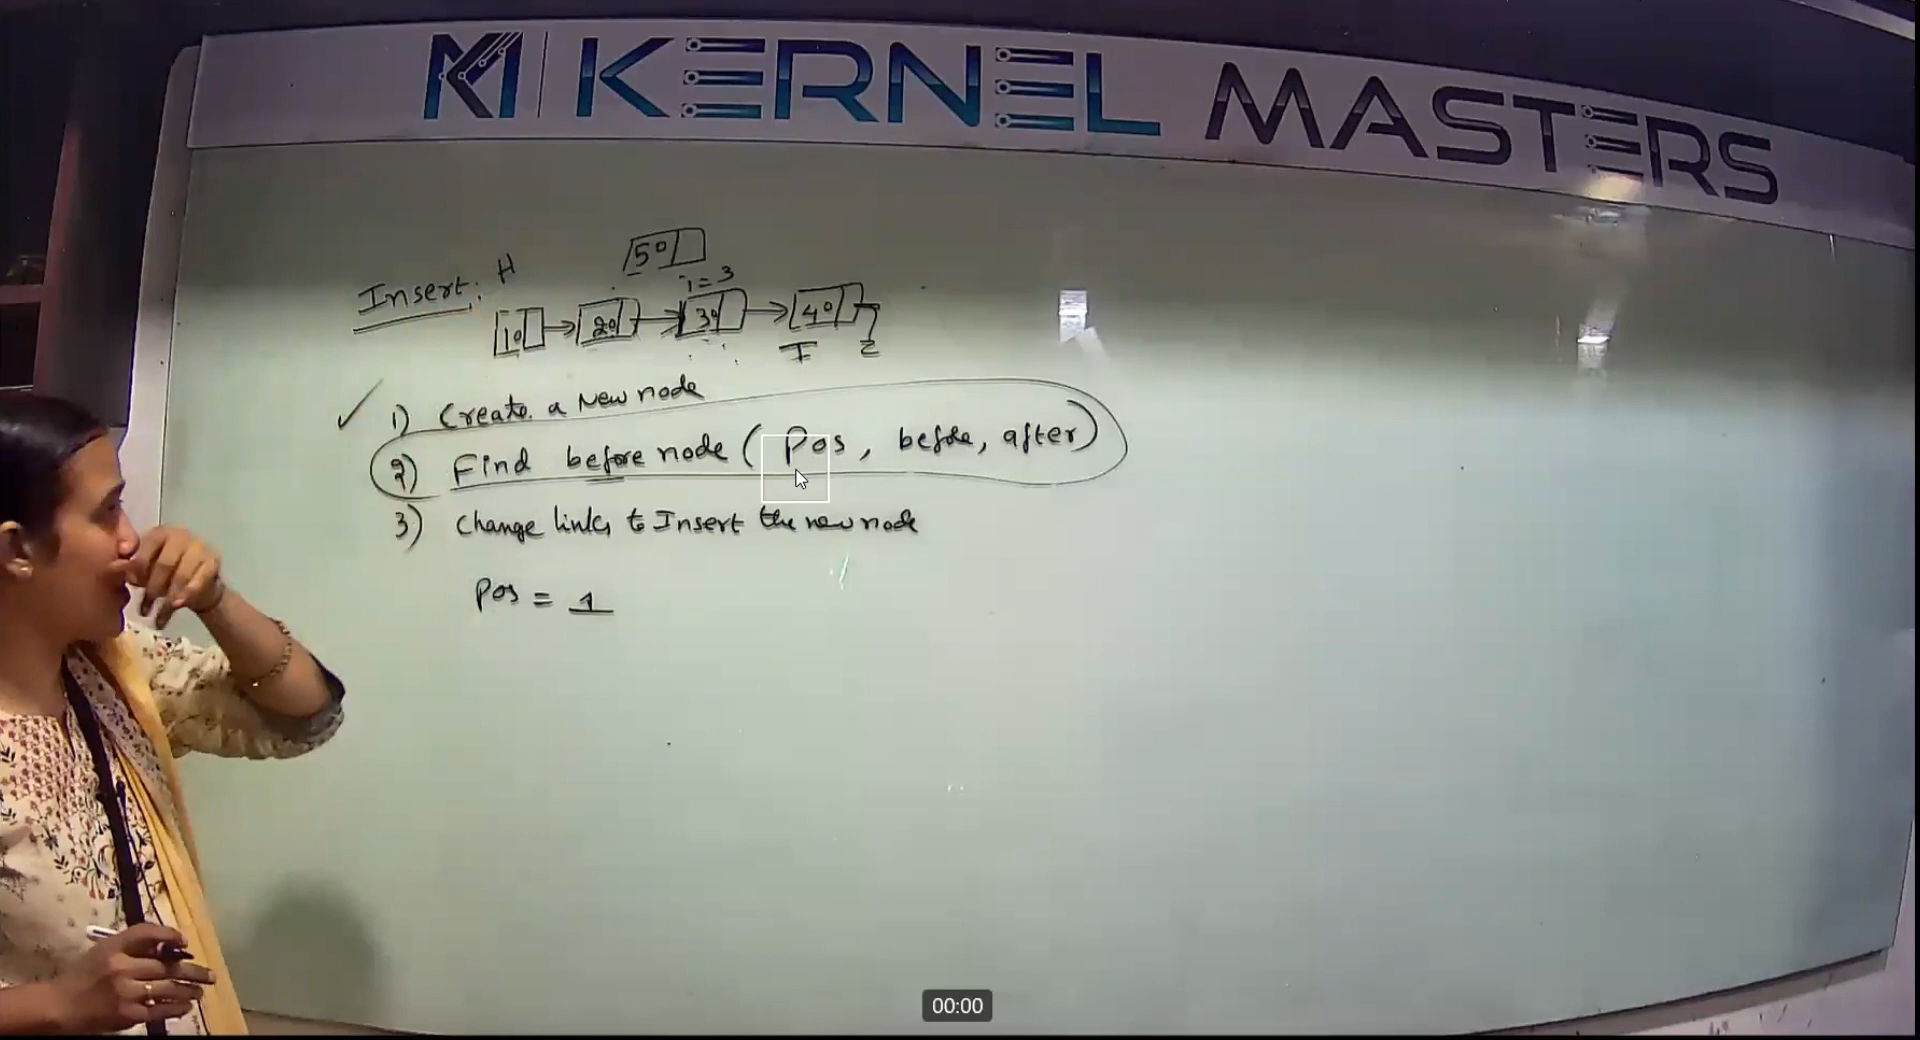 KM KERNEL MASTERS
50
i=3
Insert: H
10 20 30 40
T
1) Create a New node
2) Find before node ( Pos, before, after)
3) Change links to Insert the new node
Pos = 1
00:00